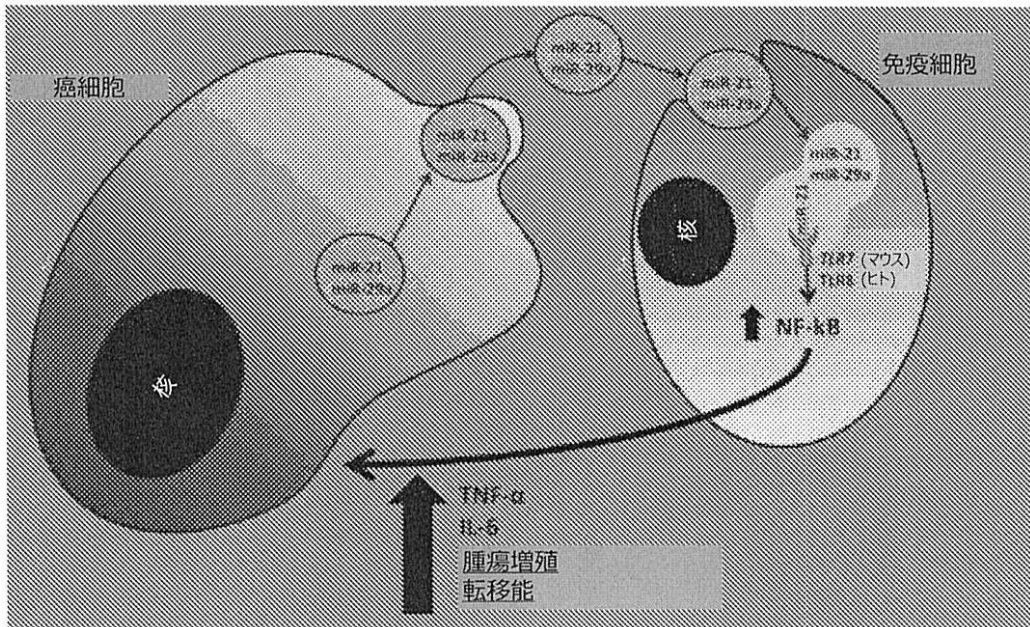 癌細胞
miR-21
miR-29a
miR-21
miR-29a
miR-21
miR-29a
miR-21
miR-29a
免疫細胞
miR-21
miR-29a
miR-21
核
TLR7 (マウス)
TLR8 (ヒト)
NF-kB
核
TNF-α
IL-6
腫瘍増殖
転移能